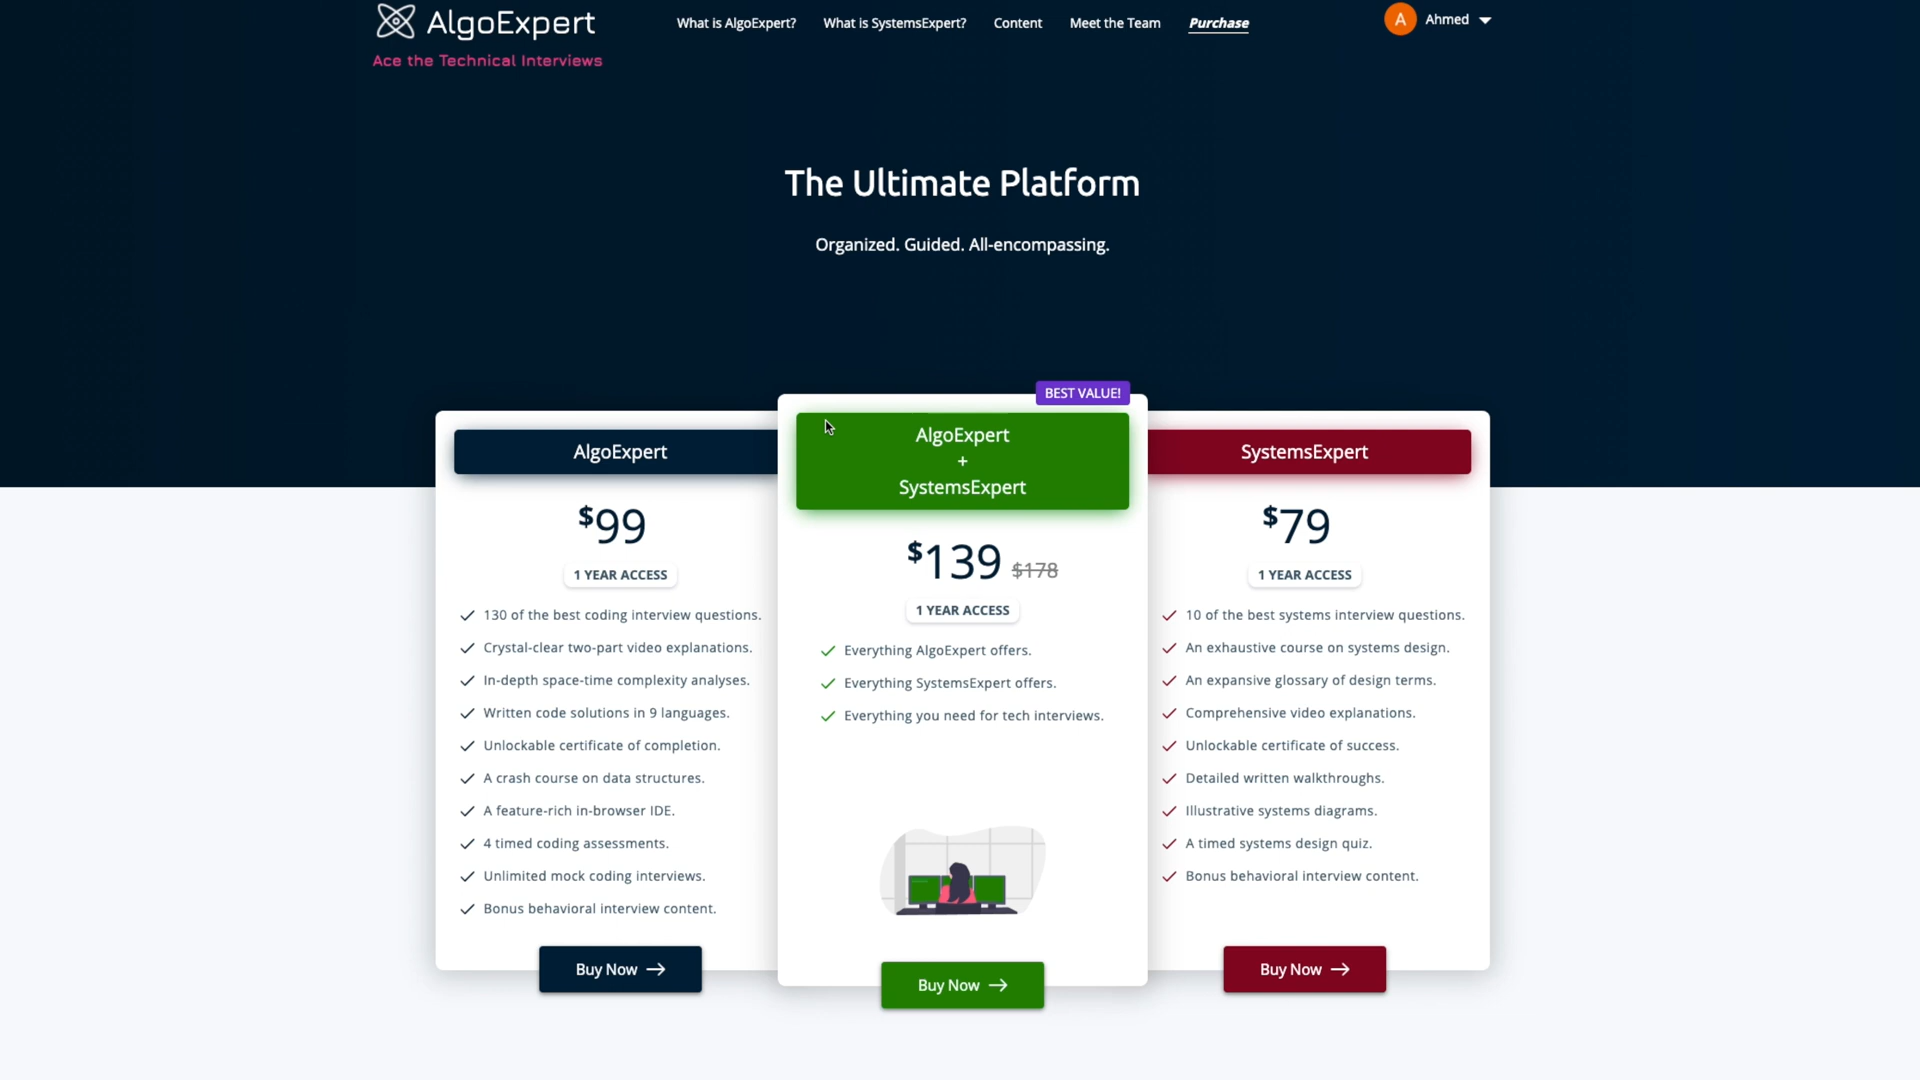 AlgoExpert
Ace the Technical Interviews
What is AlgoExpert?
What is SystemsExpert?
Content
Meet the Team
Purchase
A
Ahmed
The Ultimate Platform
Organized. Guided. All-encompassing.
AlgoExpert
$99
1 YEAR ACCESS
130 of the best coding interview questions.
Crystal-clear two-part video explanations.
In-depth space-time complexity analyses.
Written code solutions in 9 languages.
Unlockable certificate of completion.
A crash course on data structures.
A feature-rich in-browser IDE.
4 timed coding assessments.
Unlimited mock coding interviews.
Bonus behavioral interview content.
Buy Now
BEST VALUE!
AlgoExpert
+
SystemsExpert
$139 $178
1 YEAR ACCESS
Everything AlgoExpert offers.
Everything SystemsExpert offers.
Everything you need for tech interviews.
Buy Now
SystemsExpert
$79
1 YEAR ACCESS
10 of the best systems interview questions.
An exhaustive course on systems design.
An expansive glossary of design terms.
Comprehensive video explanations.
Unlockable certificate of success.
Detailed written walkthroughs.
Illustrative systems diagrams.
A timed systems design quiz.
Bonus behavioral interview content.
Buy Now